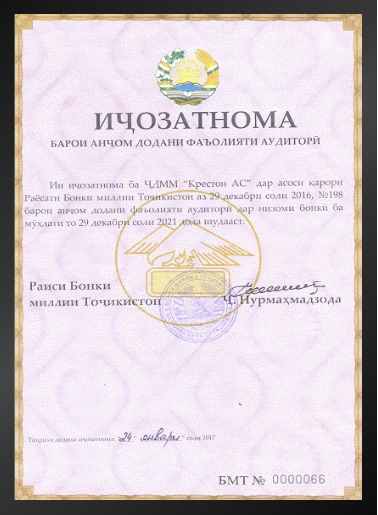 ИҶОЗАТНОМА
БАРОИ АНҶОМ ДОДАНИ ФАЪОЛИЯТИ АУДИТОРӢ
Ин иҷозатнома ба ҶДММ “Крестон АС” дар асоси қарори
Раёсати Бонки миллии Тоҷикистон аз 29 декабри соли 2016, №198
барои анҷом додани фаъолияти аудиторӣ дар низоми бонкӣ ба
мӯҳлати то 29 декабри соли 2021 дода шудааст.
Раиси Бонки
миллии Тоҷикистон
Ҷ. Нурмаҳмадзода
Таърихи додани иҷозатнома "24" января соли 2017
БМТ № 0000066